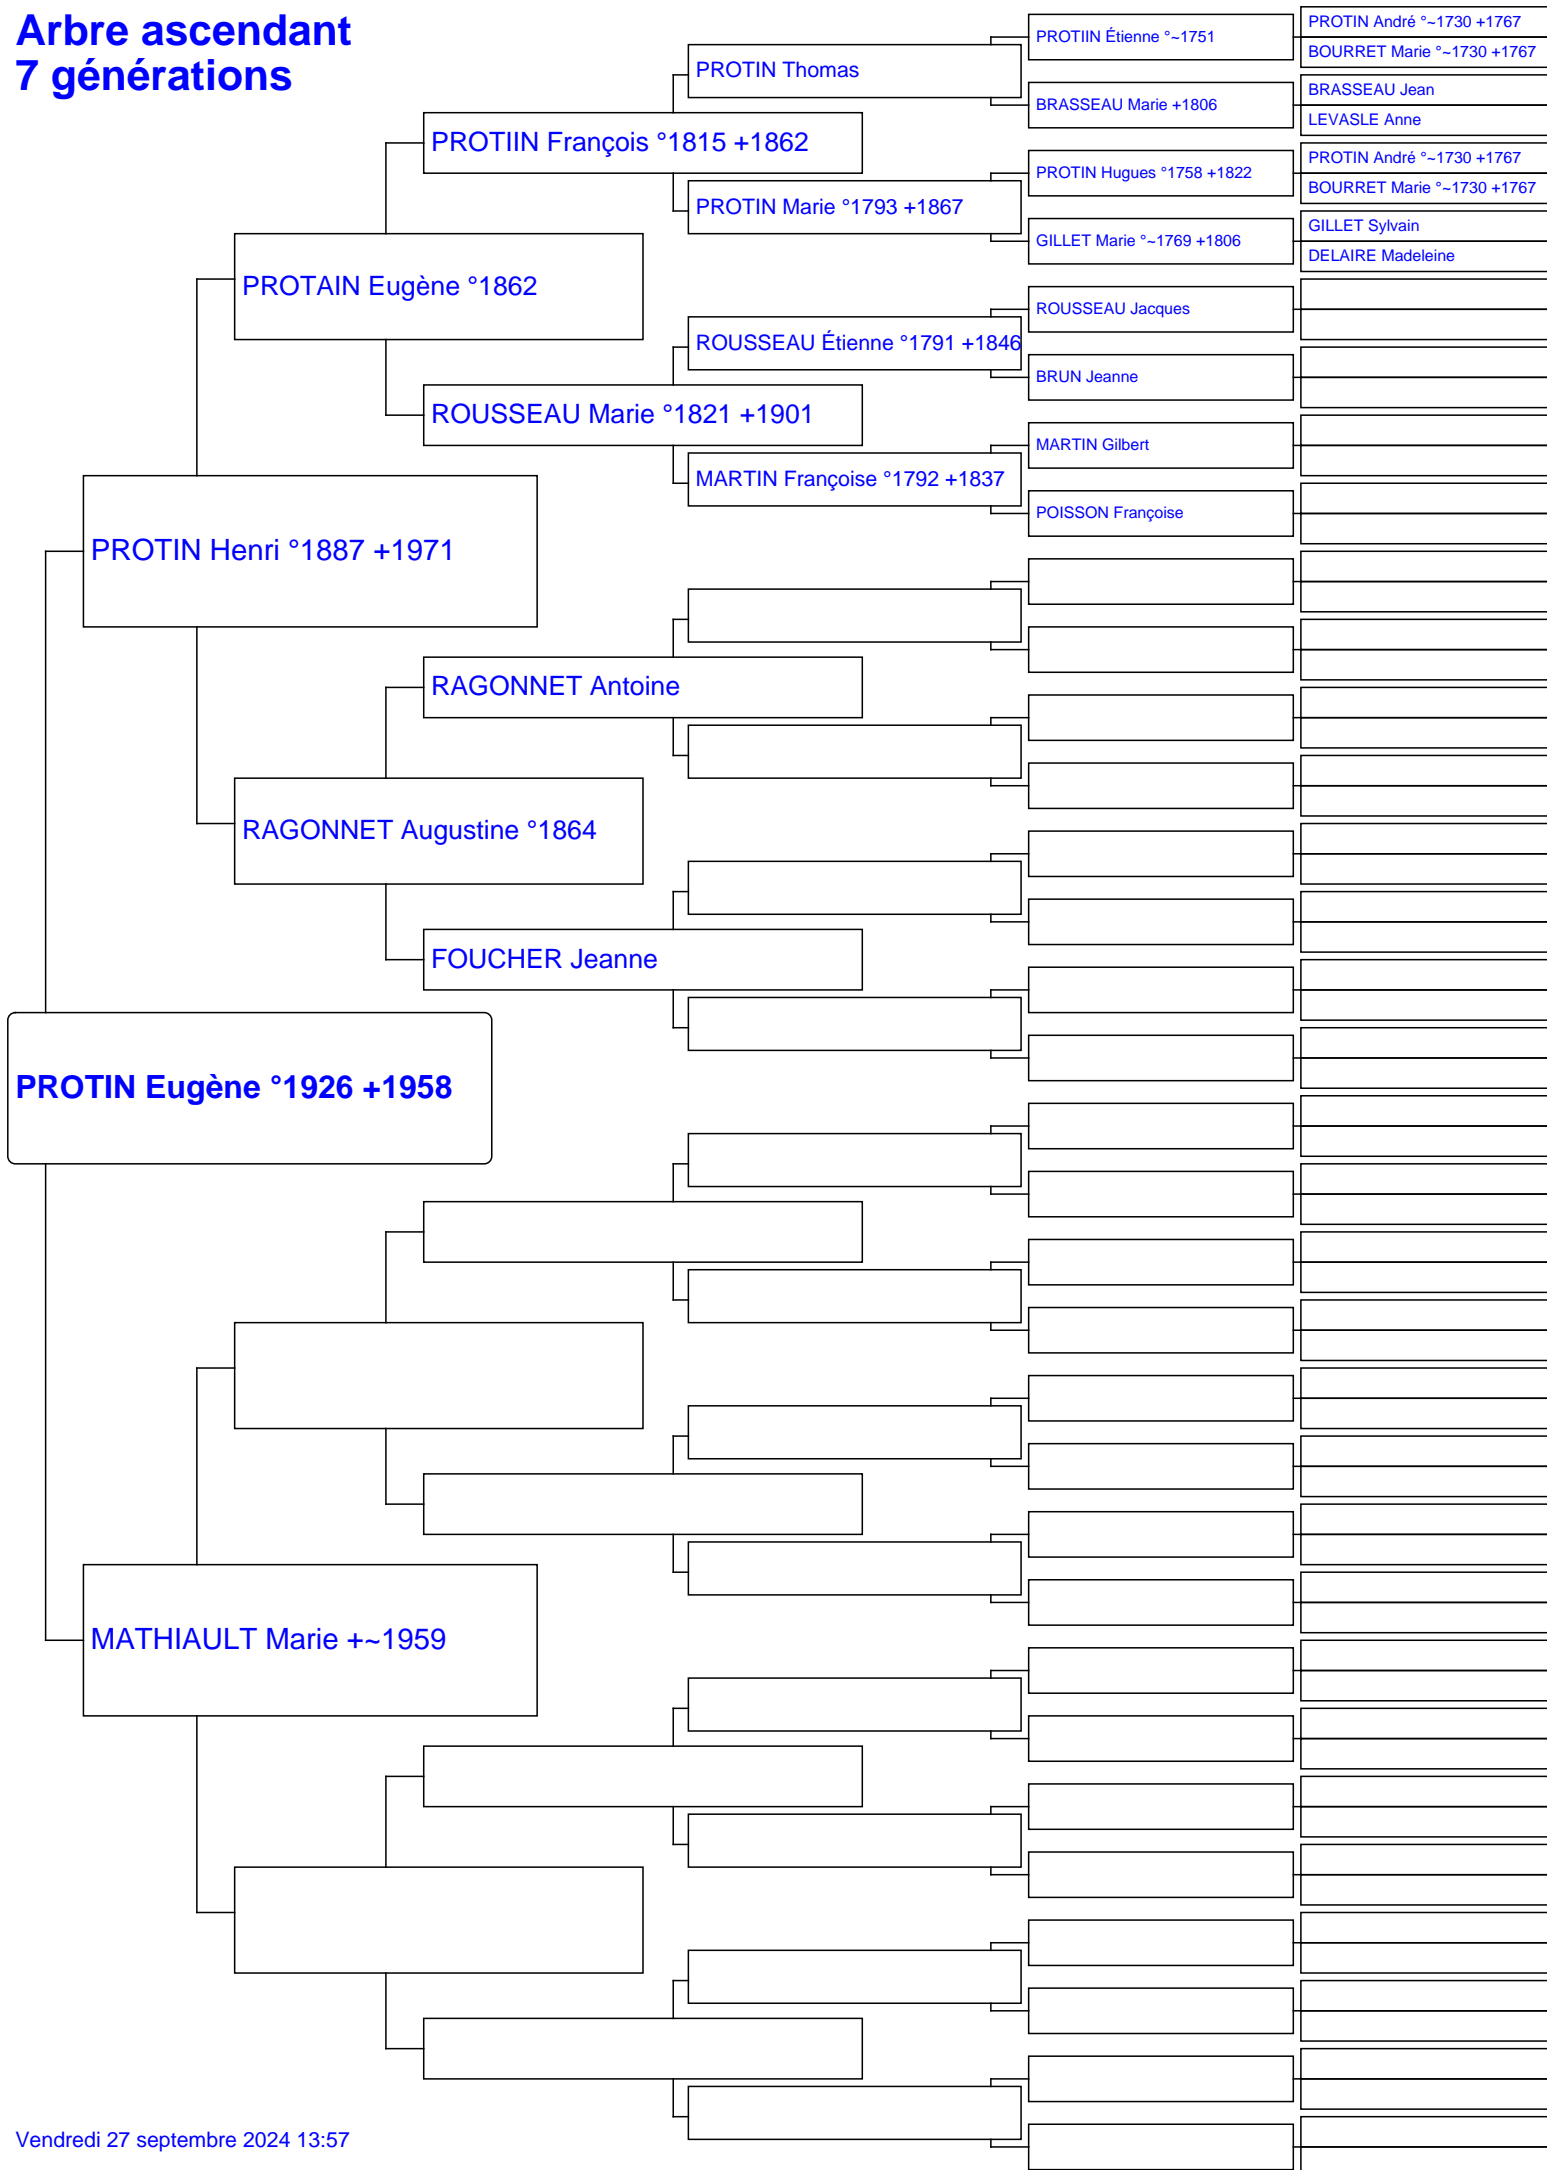 Arbre ascendant
7 générations
PROTIN André °~1730 +1767
PROTIIN Étienne °~1751
BOURRET Marie °~1730 +1767
PROTIN Thomas
BRASSEAU Jean
BRASSEAU Marie +1806
LEVASLE Anne
PROTIIN François °1815 +1862
PROTIN André °~1730 +1767
PROTIN Hugues °1758 +1822
BOURRET Marie °~1730 +1767
PROTIN Marie °1793 +1867
GILLET Sylvain
GILLET Marie °~1769 +1806
DELAIRE Madeleine
PROTAIN Eugène °1862
ROUSSEAU Jacques
ROUSSEAU Étienne °1791 +1846
BRUN Jeanne
ROUSSEAU Marie °1821 +1901
MARTIN Gilbert
MARTIN Françoise °1792 +1837
POISSON Françoise
PROTIN Henri °1887 +1971
RAGONNET Antoine
RAGONNET Augustine °1864
FOUCHER Jeanne
PROTIN Eugène °1926 +1958
MATHIAULT Marie +~1959
Vendredi 27 septembre 2024 13:57